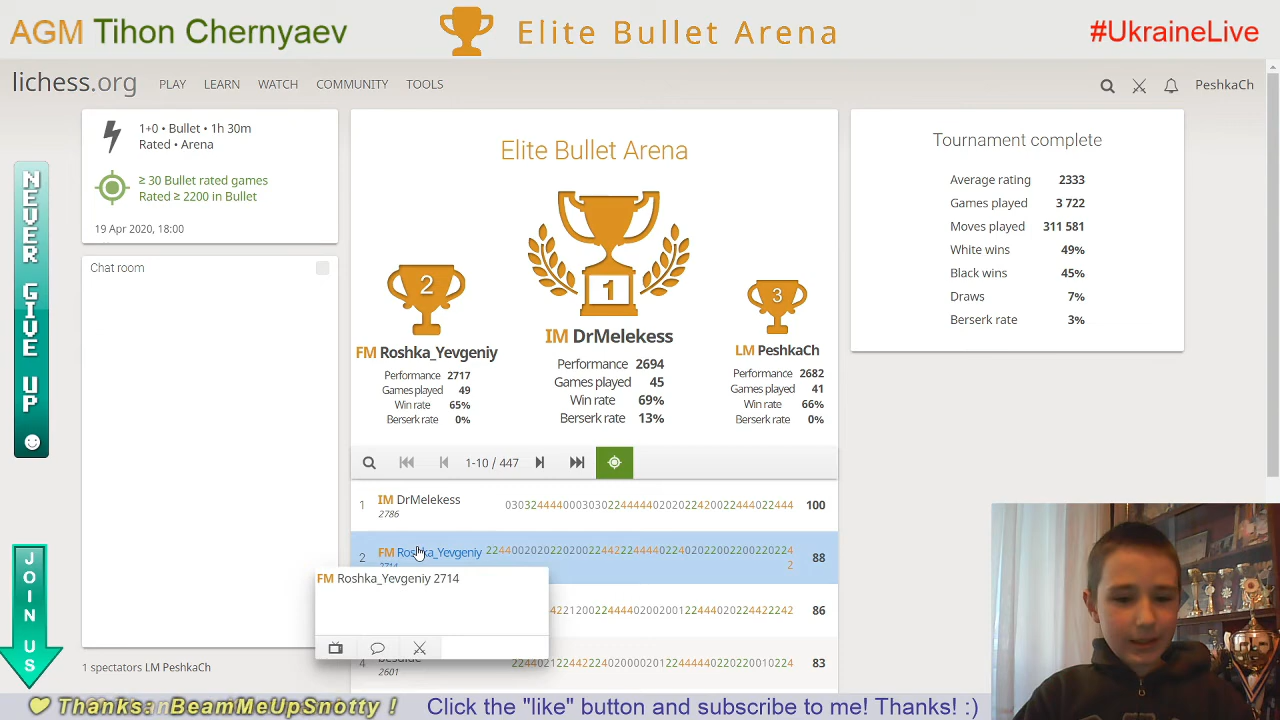 AGM Tihon Chernyaev
Elite Bullet Arena
#UkraineLive
lichess.org
PLAY LEARN WATCH COMMUNITY TOOLS
PeshkaCh
NEVER GIVE UP
JOIN US
1+0 • Bullet • 1h 30m
Rated • Arena
≥ 30 Bullet rated games
Rated ≥ 2200 in Bullet
19 Apr 2020, 18:00
Chat room
1 spectators LM PeshkaCh
Elite Bullet Arena
2
FM Roshka_Yevgeniy
Performance 2717
Games played 49
Win rate 65%
Berserk rate 0%
1
IM DrMelekess
Performance 2694
Games played 45
Win rate 69%
Berserk rate 13%
3
LM PeshkaCh
Performance 2682
Games played 41
Win rate 66%
Berserk rate 0%
1-10 / 447
1 IM DrMelekess 100
2786
2 FM Roshka_Yevgeniy 88
FM Roshka_Yevgeniy 2714
86
4 83
2601
Tournament complete
Average rating 2333
Games played 3 722
Moves played 311 581
White wins 49%
Black wins 45%
Draws 7%
Berserk rate 3%
BeamMeUpSnotty !
Click the "like" button and subscribe to me! Thanks! :)